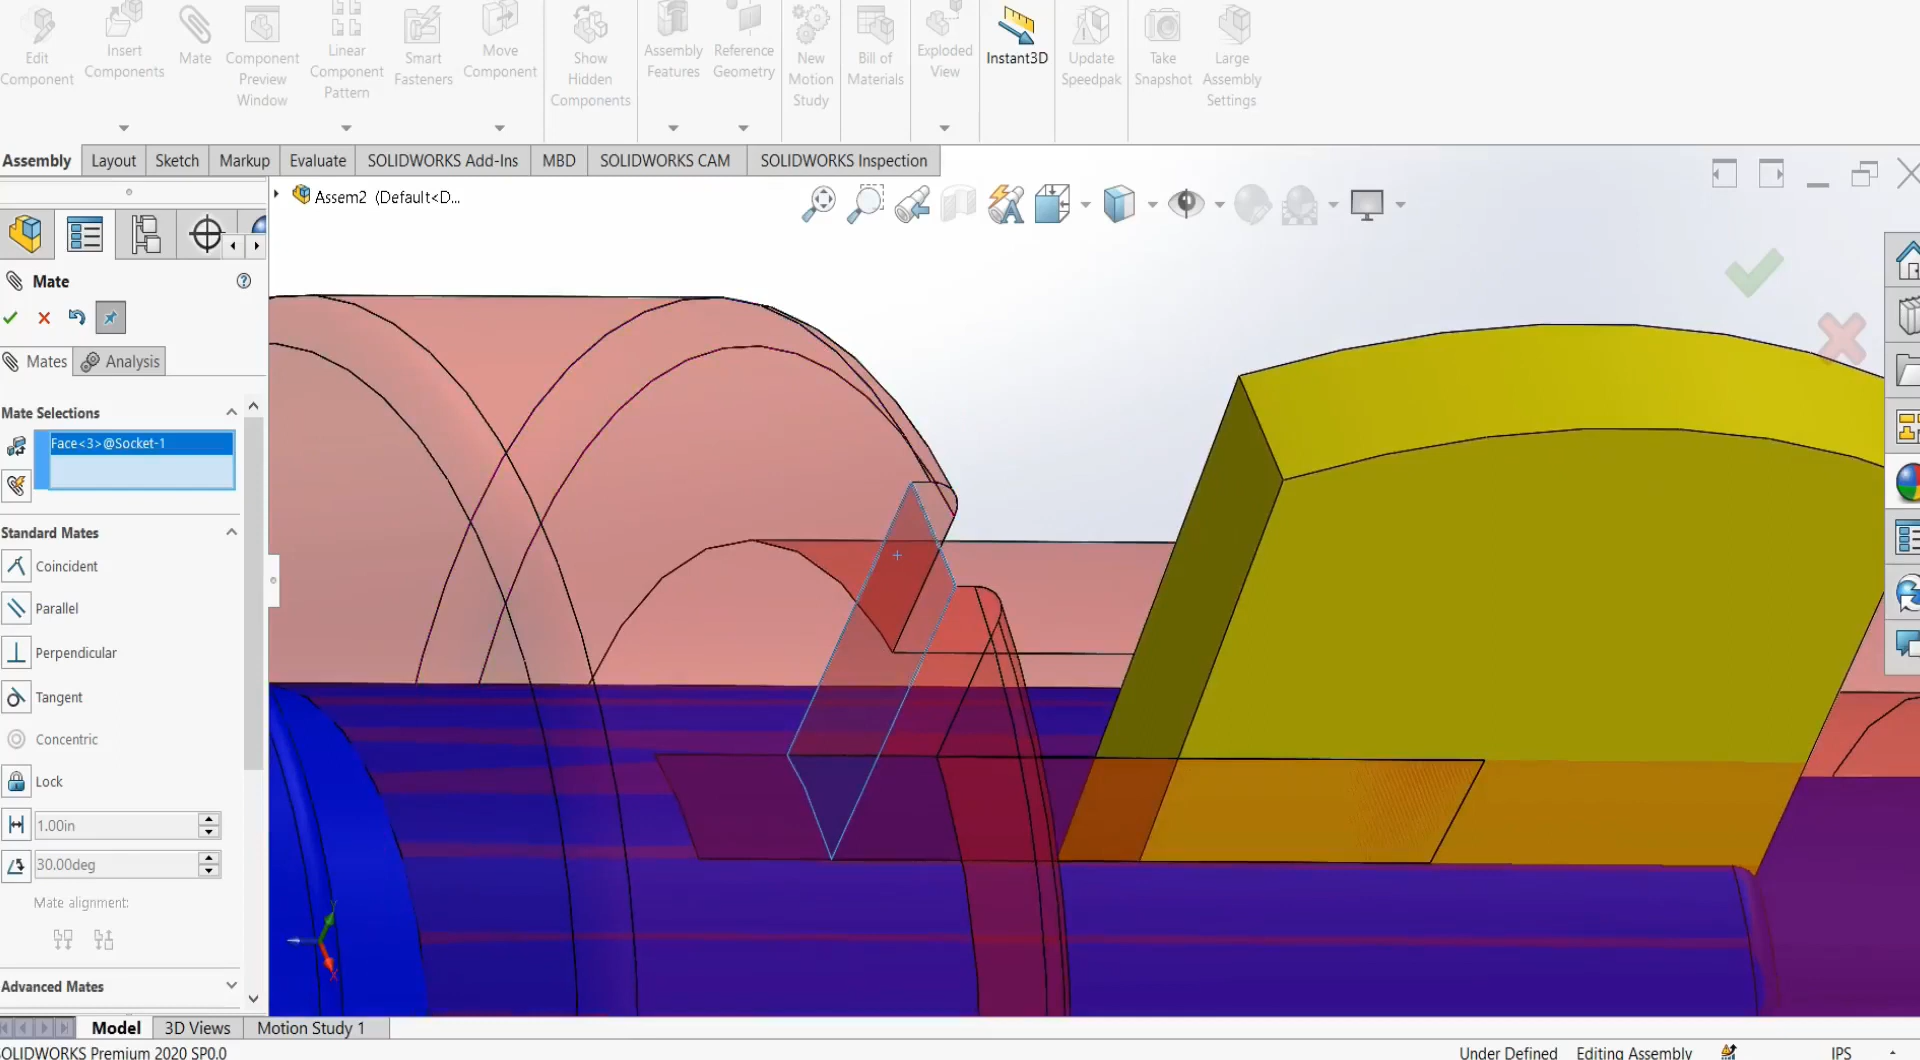 Edit Component
Insert Components
Mate
Component Preview Window
Linear Component Pattern
Smart Fasteners
Move Component
Show Hidden Components
Assembly Features
Reference Geometry
New Motion Study
Bill of Materials
Exploded View
Instant3D
Update Speedpak
Take Snapshot
Large Assembly Settings
Assembly
Layout
Sketch
Markup
Evaluate
SOLIDWORKS Add-Ins
MBD
SOLIDWORKS CAM
SOLIDWORKS Inspection
Assem2 (Default<D...
Mate
Mates
Analysis
Mate Selections
Face<3>@Socket-1
Standard Mates
Coincident
Parallel
Perpendicular
Tangent
Concentric
Lock
1.00in
30.00deg
Mate alignment:
Advanced Mates
Model
3D Views
Motion Study 1
SOLIDWORKS Premium 2020 SP0.0
Under Defined
Editing Assembly
IPS